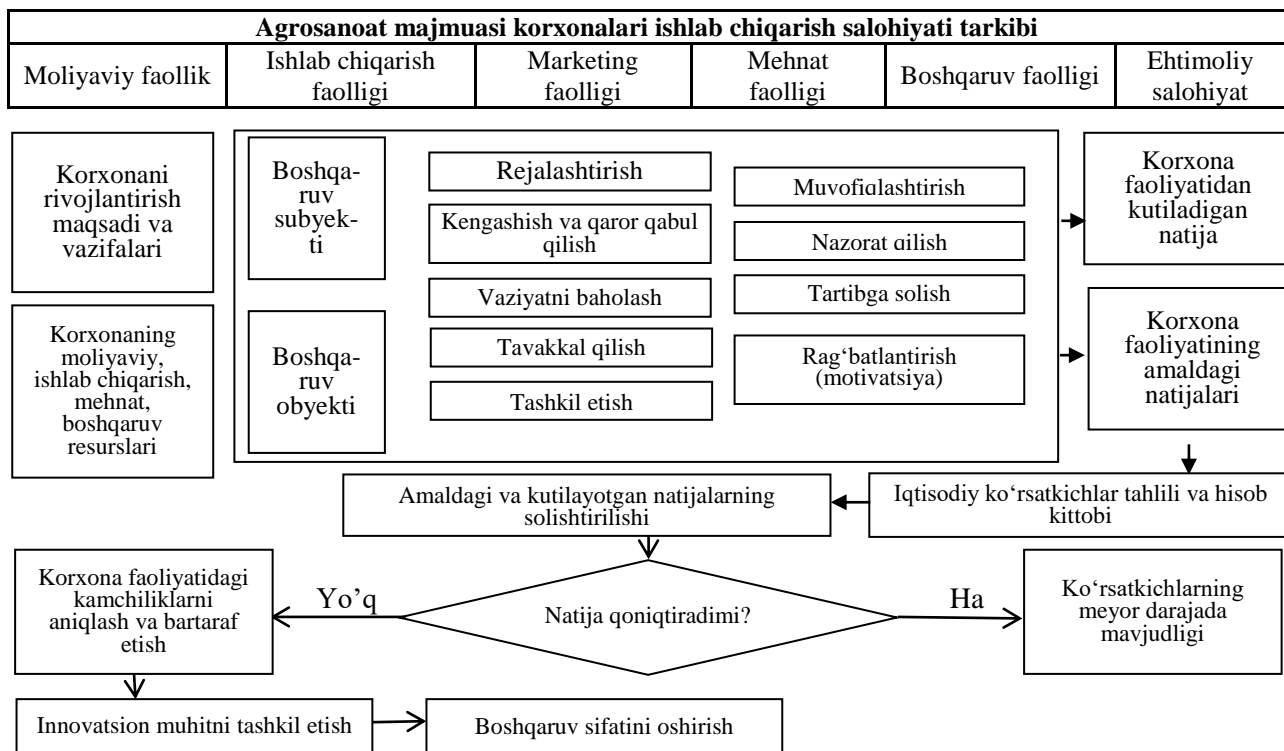 Agrosanoat majmuasi korxonalari ishlab chiqarish salohiyati tarkibi
Moliyaviy faollik
Ishlab chiqarish
faolligi
Marketing
faolligi
Mehnat
faolligi
Boshqaruv faolligi
Ehtimoliy
salohiyat
Korxonani
rivojlantirish
maqsadi va
vazifalari
Korxonaning
moliyaviy,
ishlab chiqarish,
mehnat,
boshqaruv
resurslari
Boshqa-
ruv
subyek-
ti
Boshqa-
ruv
obyekti
Rejalashtirish
Kengashish va qaror qabul
qilish
Vaziyatni baholash
Tavakkal qilish
Tashkil etish
Muvofiqlashtirish
Nazorat qilish
Tartibga solish
Rag‘batlantirish
(motivatsiya)
Korxona
faoliyatidan
kutiladigan
natija
Korxona
faoliyatining
amaldagi
natijalari
Amaldagi va kutilayotgan natijalarning
solishtirilishi
Iqtisodiy ko‘rsatkichlar tahlili va hisob
kittobi
Korxona faoliyatidagi
kamchiliklarni
aniqlash va bartaraf
etish
Yo’q
Natija qoniqtiradimi?
Ha
Ko‘rsatkichlarning
meyor darajada
mavjudligi
Innovatsion muhitni tashkil etish
Boshqaruv sifatini oshirish